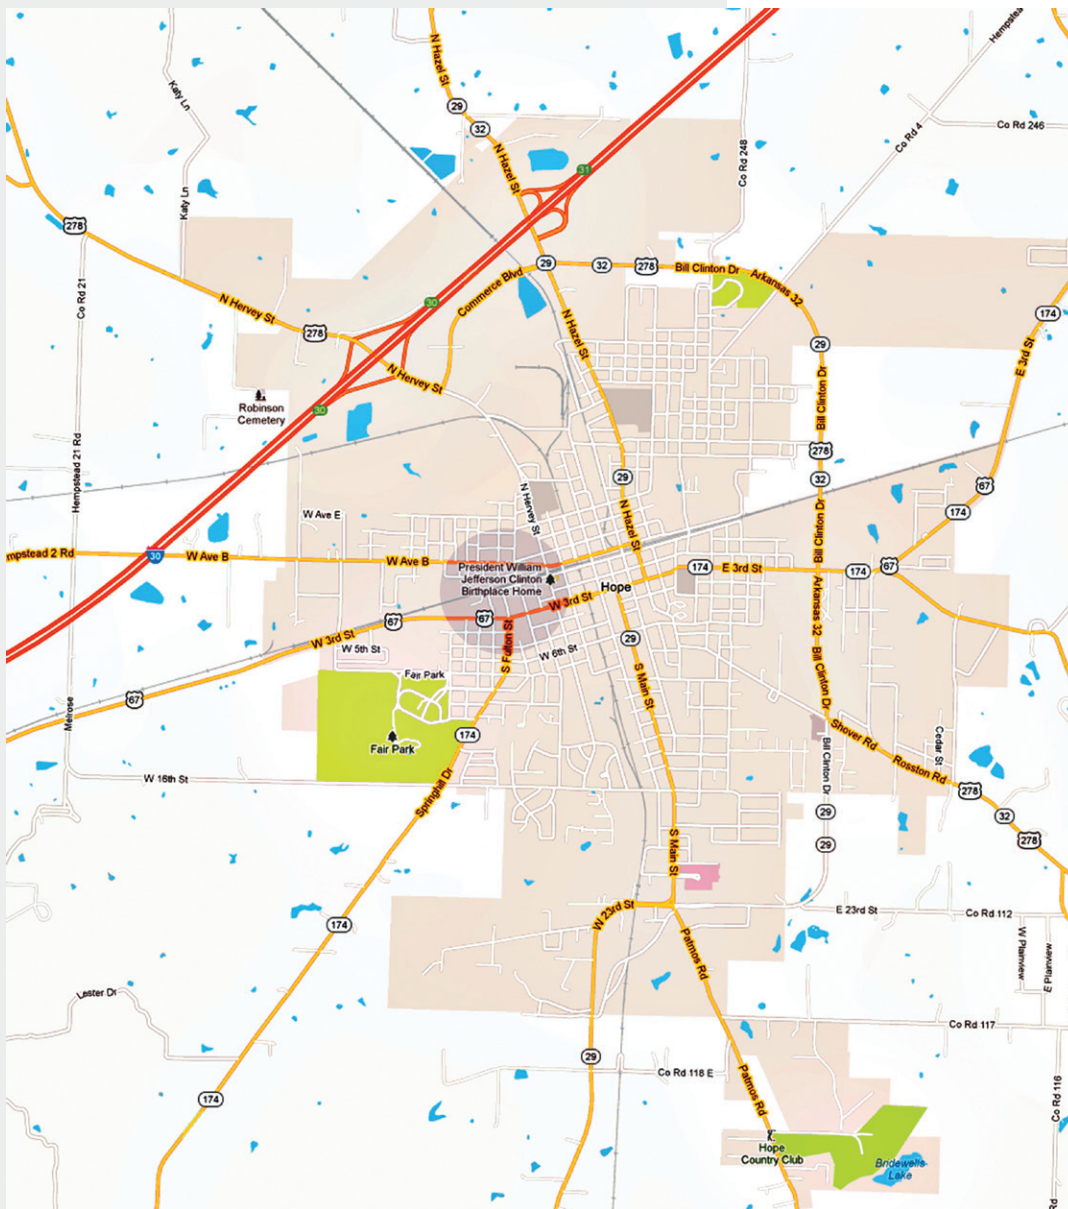 N Hazel St
29
32
N Hazel St
31
Katy Ln
Katy Ln
Co Rd 248
Co Rd 4
Co Rd 246
278
Co Rd 21
N Hervey St
278
30
Commerce Blvd
29
32
278
Bill Clinton Dr
Arkansas 32
174
E 3rd St
29
N Hazel St
N Hervey St
30
Robinson
Cemetery
Bill Clinton Dr
278
32
Hempstead 21 Rd
29
67
174
W Ave E
N Hervey St
N Hazel St
Bill Clinton Dr
mpstead 2 Rd
30
W Ave B
W Ave B
President William
Jefferson Clinton
Birthplace Home
Hope
174
E 3rd St
174
67
Arkansas 32
W 3rd St
67
67
W 3rd St
W 5th St
S Fulton St
W 6th St
29
S Main St
Bill Clinton Dr
Fair Park
67
Melrose
Fair Park
174
Shover Rd
Bill Clinton Dr
Cedar St
Rosston Rd
278
W 16th St
Springhill Dr
29
32
278
29
S Main St
W 23rd St
E 23rd St
Co Rd 112
174
Patmos Rd
W Plainview
E Plainview
Lester Dr
Co Rd 117
29
Co Rd 118 E
Patmos Rd
Co Rd 116
174
Hope
Country Club
Bridewells
Lake
Rd